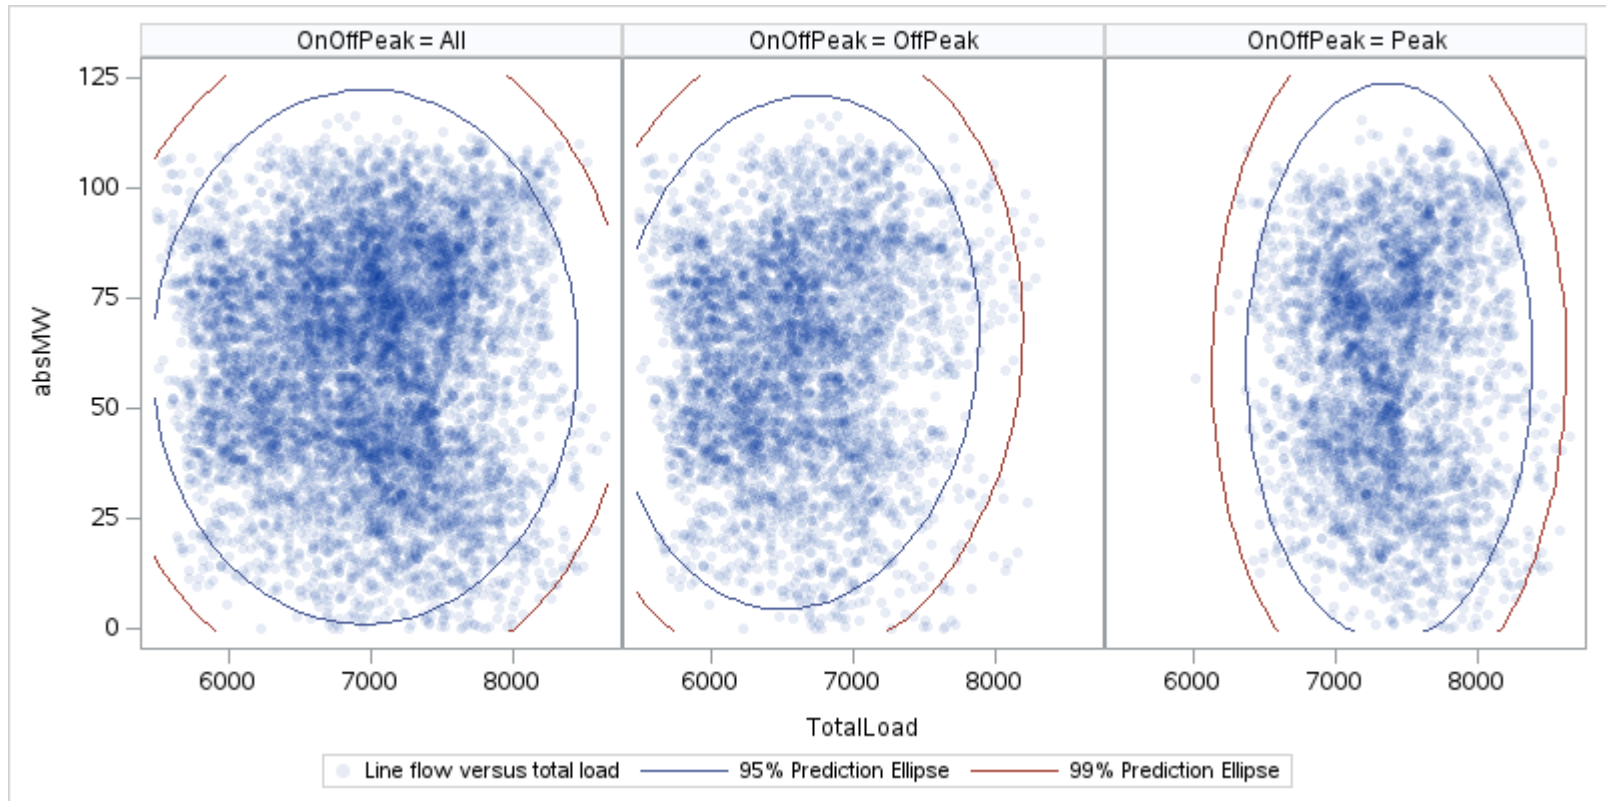 OnOffPeak = All OnOffPeak = OffPeak OnOffPeak = Peak
125
100
75
50
25
0
absMW
6000 7000 8000 6000 7000 8000 6000 7000 8000
TotalLoad
Line flow versus total load 95% Prediction Ellipse 99% Prediction Ellipse